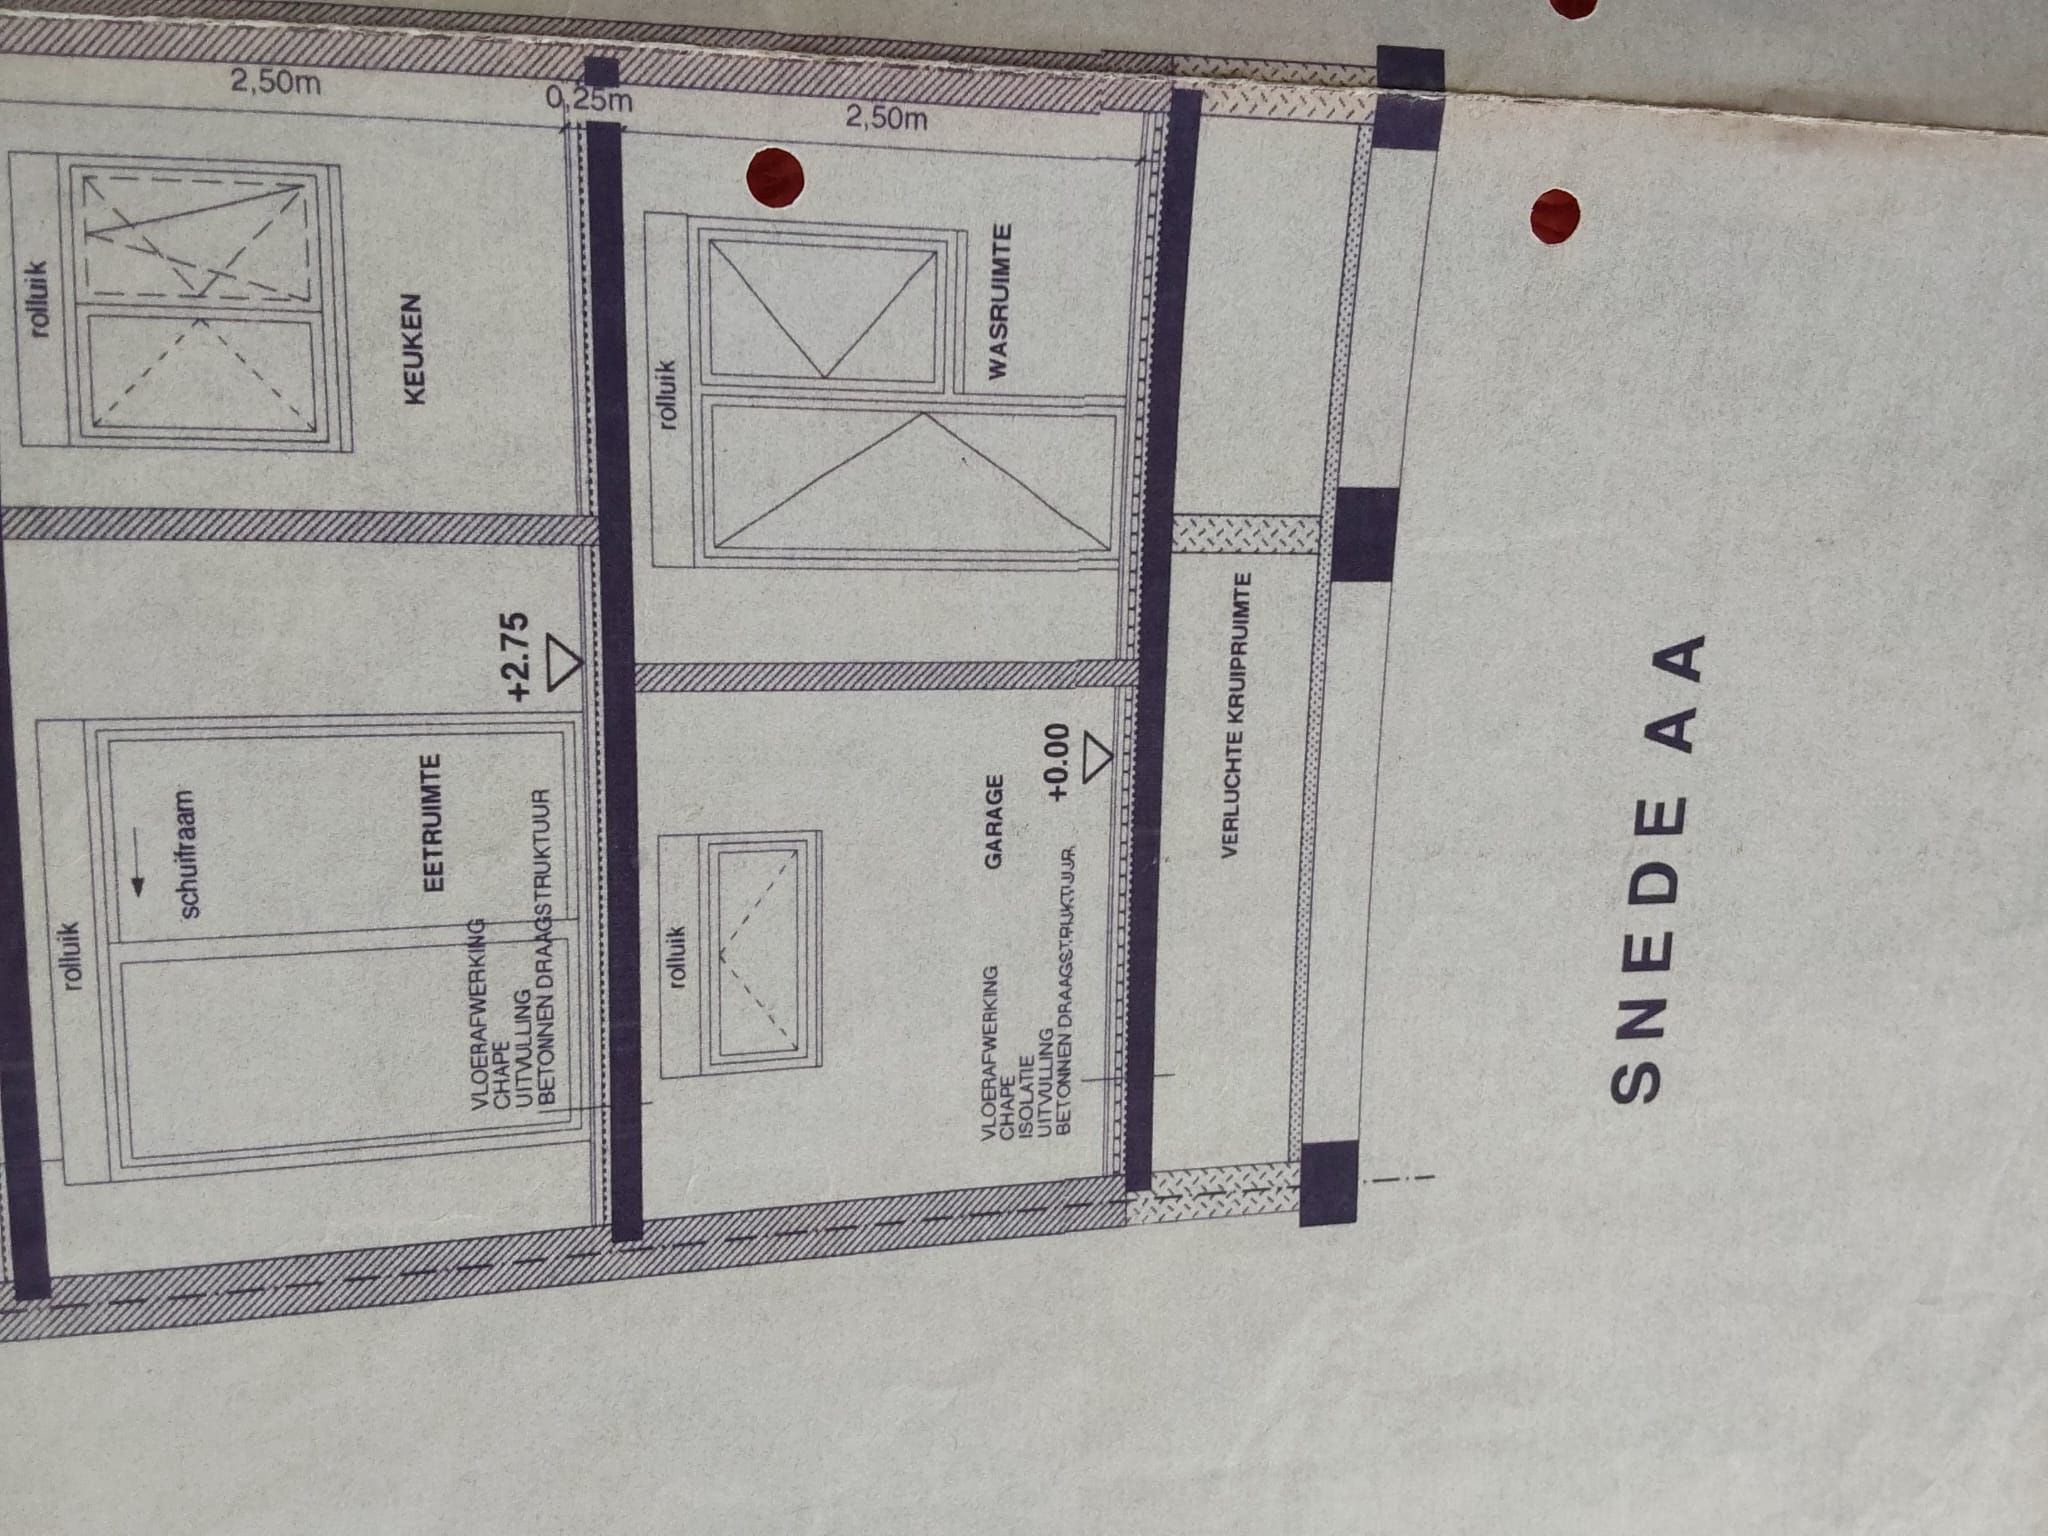 rolluik
rolluik
schuifraam
2,50m
KEUKEN
EETRUIMTE
VLOERAFWERKING
CHAPE
UITVULLING
BETONNEN DRAAGSTRUKTUUR
+2.75
0,25m
rolluik
rolluik
2,50m
VLOERAFWERKING
CHAPE
ISOLATIE
UITVULLING
BETONNEN DRAAGSTRUKTUUR
GARAGE
WASRUIMTE
+0.00
VERLUCHTE KRUIPRUIMTE
SNEDE AA